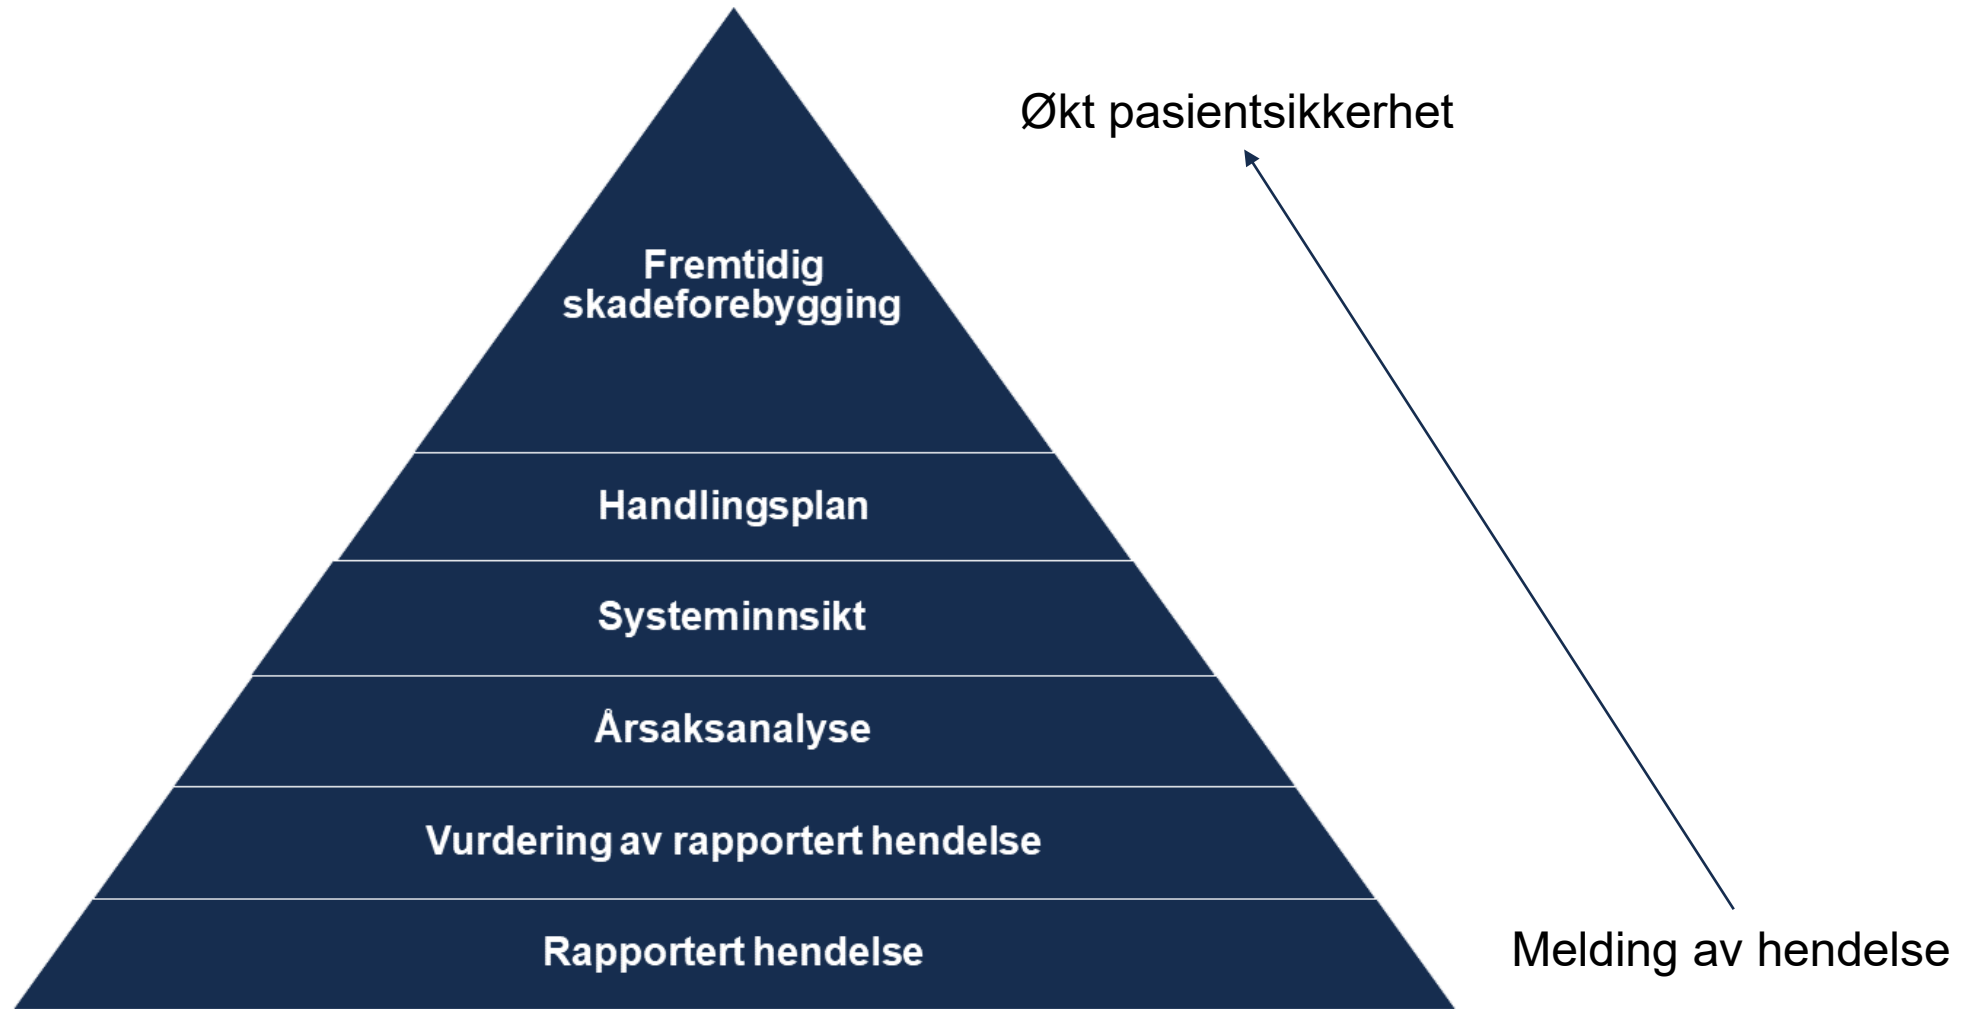 Økt pasientsikkerhet
Fremtidig
skadeforebygging
Handlingsplan
Systeminnsikt
Årsaksanalyse
Vurdering av rapportert hendelse
Rapportert hendelse
Melding av hendelse